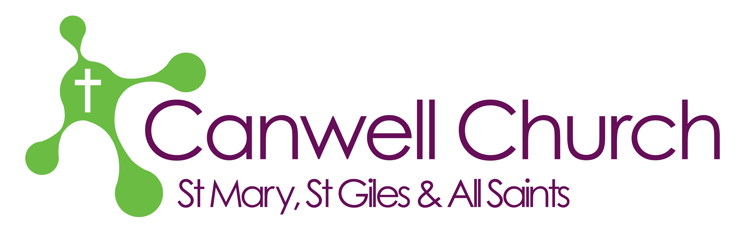 Canwell Church
St Mary, St Giles & All Saints